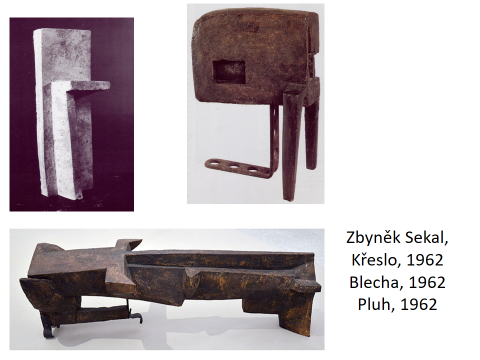 Zbyněk Sekal,
Křeslo, 1962
Blecha, 1962
Pluh, 1962